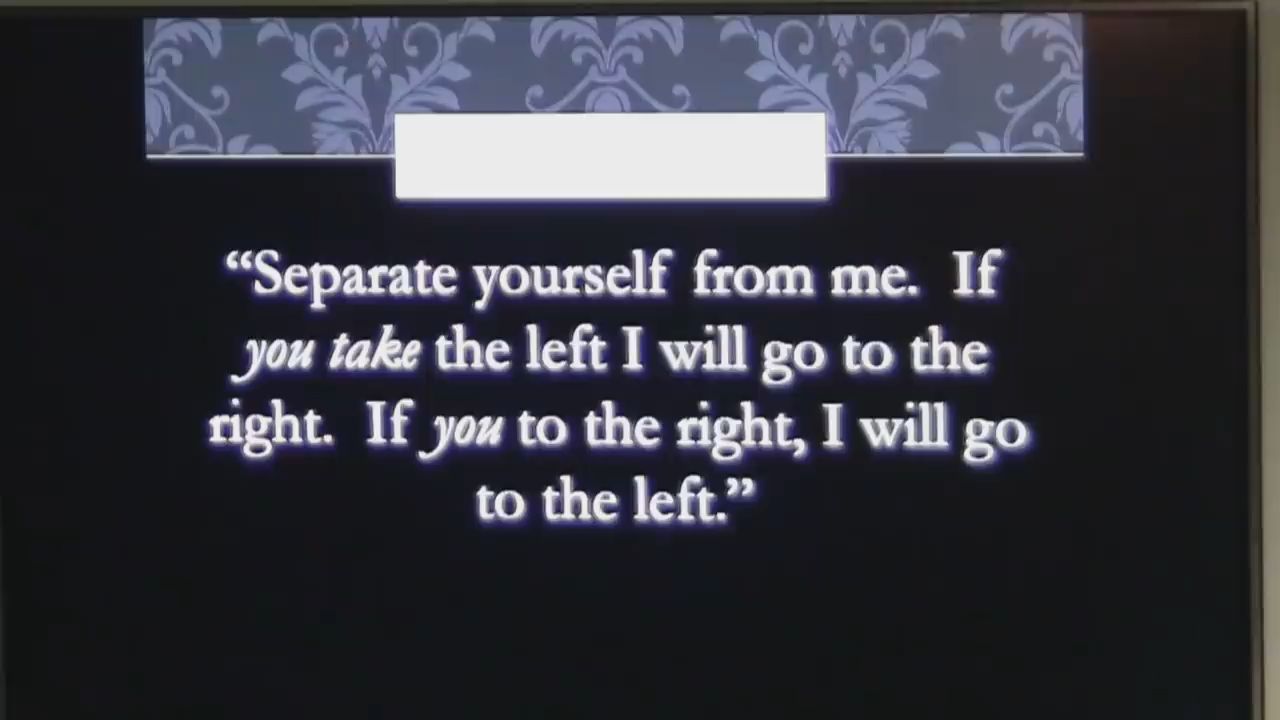 “Separate yourself from me.  If
you take the left I will go to the
right.  If you to the right, I will go
to the left.”